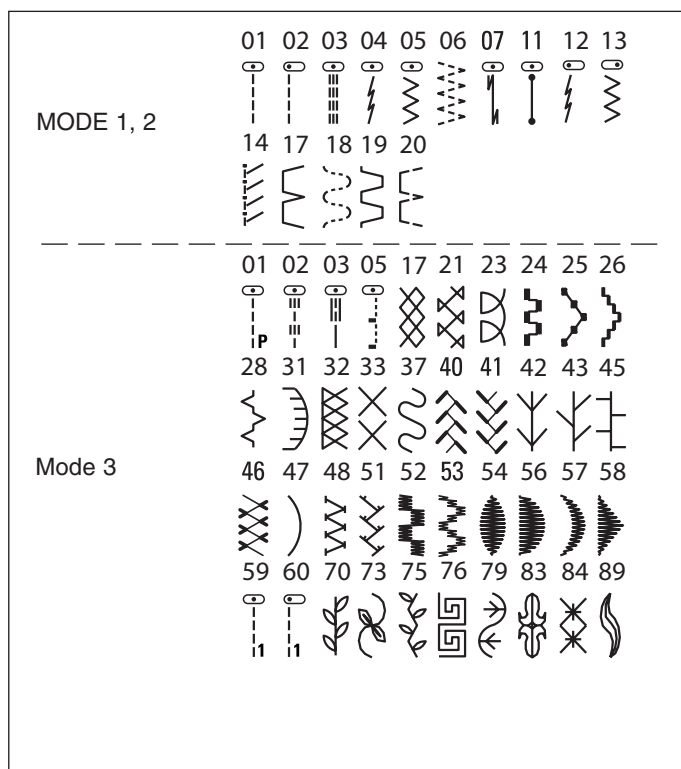 01 02 03 04 05 06 07 11 12 13
MODE 1, 2
14 17 18 19 20
01 02 03 05 17 21 23 24 25 26
P
28 31 32 33 37 40 41 42 43 45
Mode 3
46 47 48 51 52 53 54 56 57 58
59 60 70 73 75 76 79 83 84 89
1 1